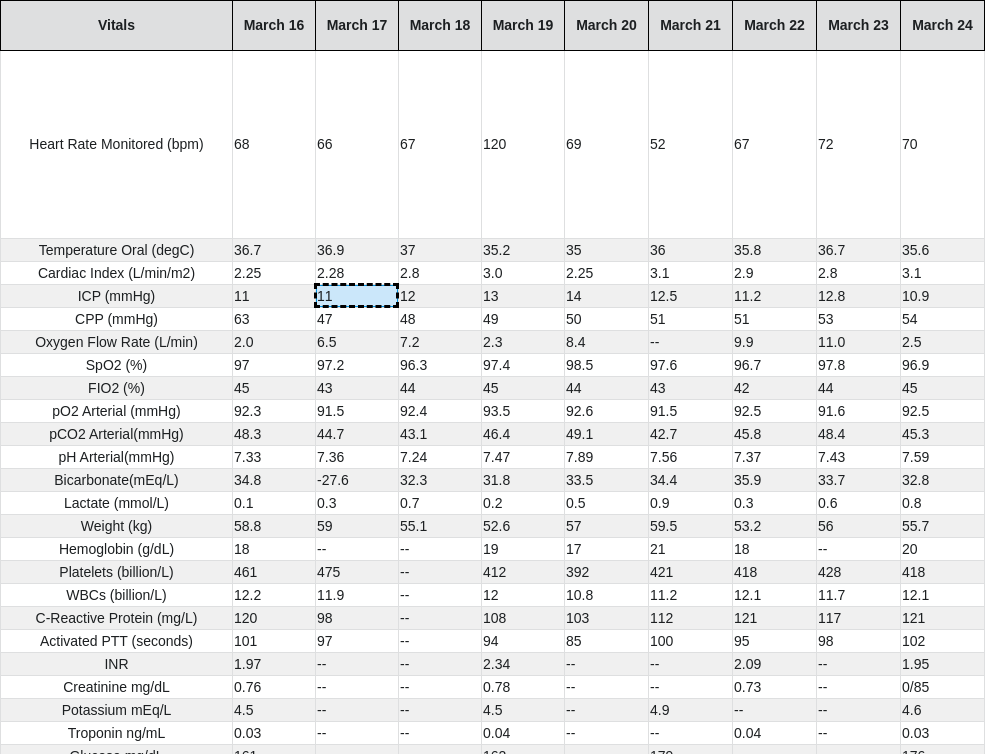 Vitals March 16 March 17 March 18 March 19 March 20 March 21 March 22 March 23 March 24
Heart Rate Monitored (bpm) 68 66 67 120 69 52 67 72 70
Temperature Oral (degC) 36.7 36.9 37 35.2 35 36 35.8 36.7 35.6
Cardiac Index (L/min/m2) 2.25 2.28 2.8 3.0 2.25 3.1 2.9 2.8 3.1
ICP (mmHg) 11 11 12 13 14 12.5 11.2 12.8 10.9
CPP (mmHg) 63 47 48 49 50 51 51 53 54
Oxygen Flow Rate (L/min) 2.0 6.5 7.2 2.3 8.4 -- 9.9 11.0 2.5
SpO2 (%) 97 97.2 96.3 97.4 98.5 97.6 96.7 97.8 96.9
FIO2 (%) 45 43 44 45 44 43 42 44 45
pO2 Arterial (mmHg) 92.3 91.5 92.4 93.5 92.6 91.5 92.5 91.6 92.5
pCO2 Arterial(mmHg) 48.3 44.7 43.1 46.4 49.1 42.7 45.8 48.4 45.3
pH Arterial(mmHg) 7.33 7.36 7.24 7.47 7.89 7.56 7.37 7.43 7.59
Bicarbonate(mEq/L) 34.8 -27.6 32.3 31.8 33.5 34.4 35.9 33.7 32.8
Lactate (mmol/L) 0.1 0.3 0.7 0.2 0.5 0.9 0.3 0.6 0.8
Weight (kg) 58.8 59 55.1 52.6 57 59.5 53.2 56 55.7
Hemoglobin (g/dL) 18 -- -- 19 17 21 18 -- 20
Platelets (billion/L) 461 475 -- 412 392 421 418 428 418
WBCs (billion/L) 12.2 11.9 -- 12 10.8 11.2 12.1 11.7 12.1
C-Reactive Protein (mg/L) 120 98 -- 108 103 112 121 117 121
Activated PTT (seconds) 101 97 -- 94 85 100 95 98 102
INR 1.97 -- -- 2.34 -- -- 2.09 -- 1.95
Creatinine mg/dL 0.76 -- -- 0.78 -- -- 0.73 -- 0/85
Potassium mEq/L 4.5 -- -- 4.5 -- 4.9 -- -- 4.6
Troponin ng/mL 0.03 -- -- 0.04 -- -- 0.04 -- 0.03
Glucose mg/dL 161